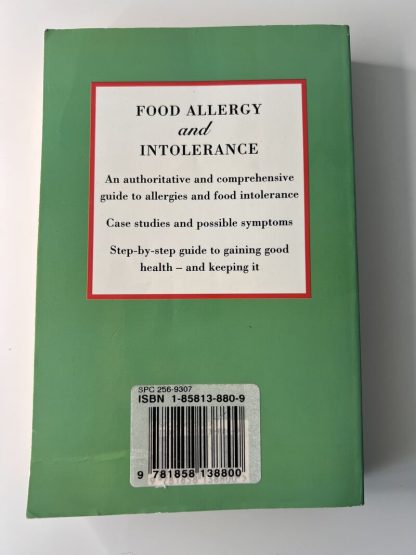 FOOD ALLERGY
and
INTOLERANCE
An authoritative and comprehensive
guide to allergies and food intolerance
Case studies and possible symptoms
Step-by-step guide to gaining good
health – and keeping it
SPC 256-9307
ISBN 1-85813-880-9
9 781858 138800